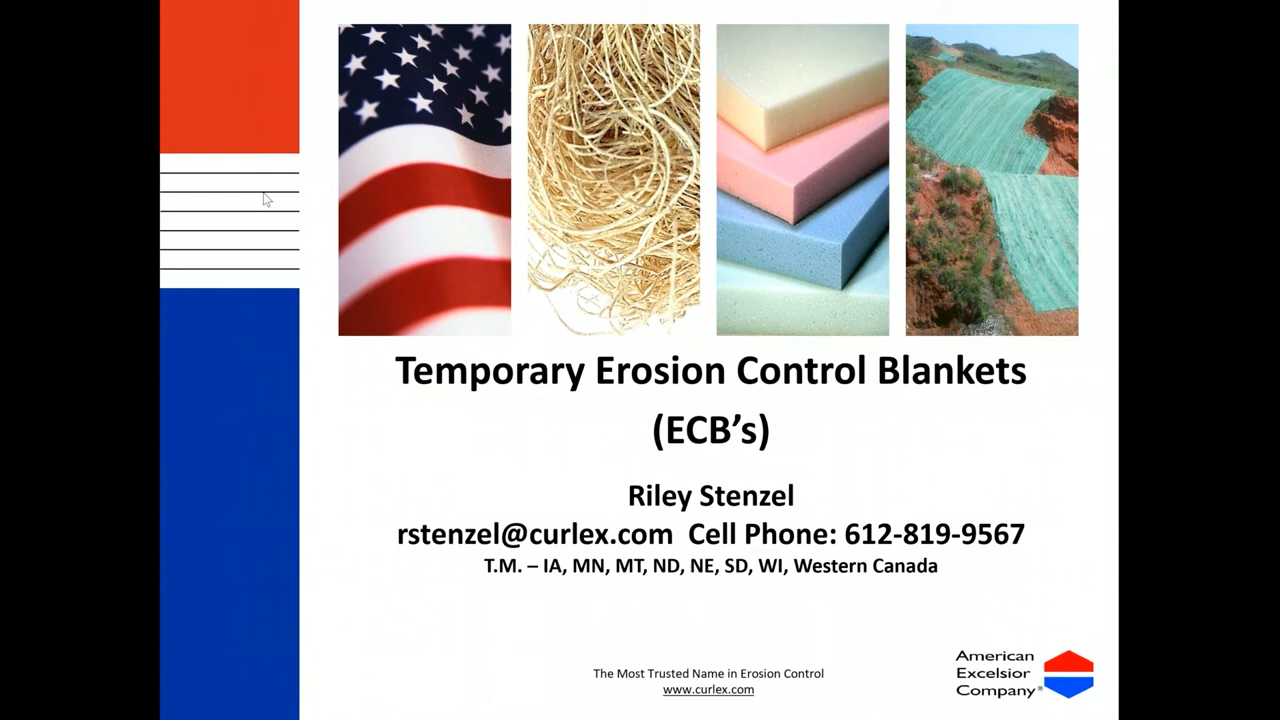 Temporary Erosion Control Blankets
(ECB’s)
Riley Stenzel
rstenzel@curlex.com  Cell Phone: 612-819-9567
T.M. – IA, MN, MT, ND, NE, SD, WI, Western Canada
The Most Trusted Name in Erosion Control
www.curlex.com
American
Excelsior
Company®